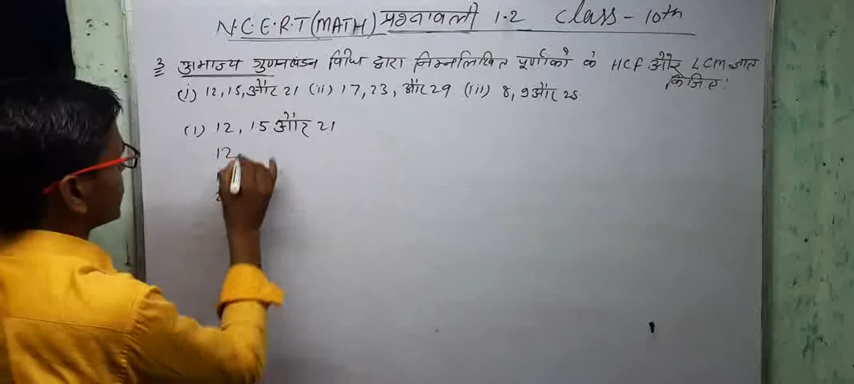 N.C.E.R.T (MATH) प्रश्नावली 1.2 Class - 10th
3 अभाज्य गुणनखंडन विधि द्वारा निम्नलिखित पूर्णांकों के HCF और LCM ज्ञात कीजिए:
(i) 12, 15, और 21 (ii) 17, 23, और 29 (iii) 8, 9 और 25
(i) 12, 15 और 21
12